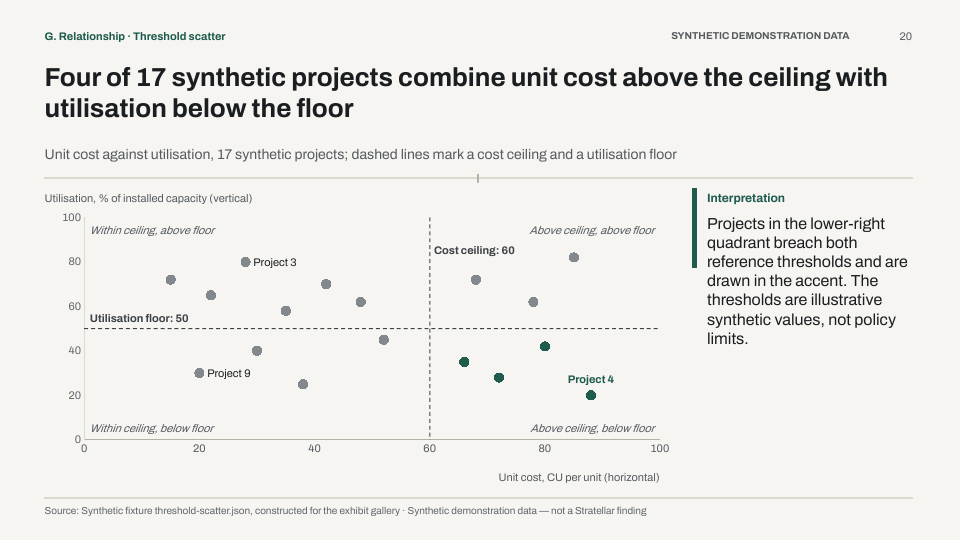 G. Relationship · Threshold scatter
SYNTHETIC DEMONSTRATION DATA
20
Four of 17 synthetic projects combine unit cost above the ceiling with
utilisation below the floor
Unit cost against utilisation, 17 synthetic projects; dashed lines mark a cost ceiling and a utilisation floor
Utilisation, % of installed capacity (vertical)
100
80
60
40
20
0
Within ceiling, above floor
Above ceiling, above floor
Cost ceiling: 60
Project 3
Utilisation floor: 50
Project 9
Project 4
Within ceiling, below floor
Above ceiling, below floor
0
20
40
60
80
100
Unit cost, CU per unit (horizontal)
Interpretation
Projects in the lower-right
quadrant breach both
reference thresholds and are
drawn in the accent. The
thresholds are illustrative
synthetic values, not policy
limits.
Source: Synthetic fixture threshold-scatter.json, constructed for the exhibit gallery · Synthetic demonstration data — not a Stratellar finding